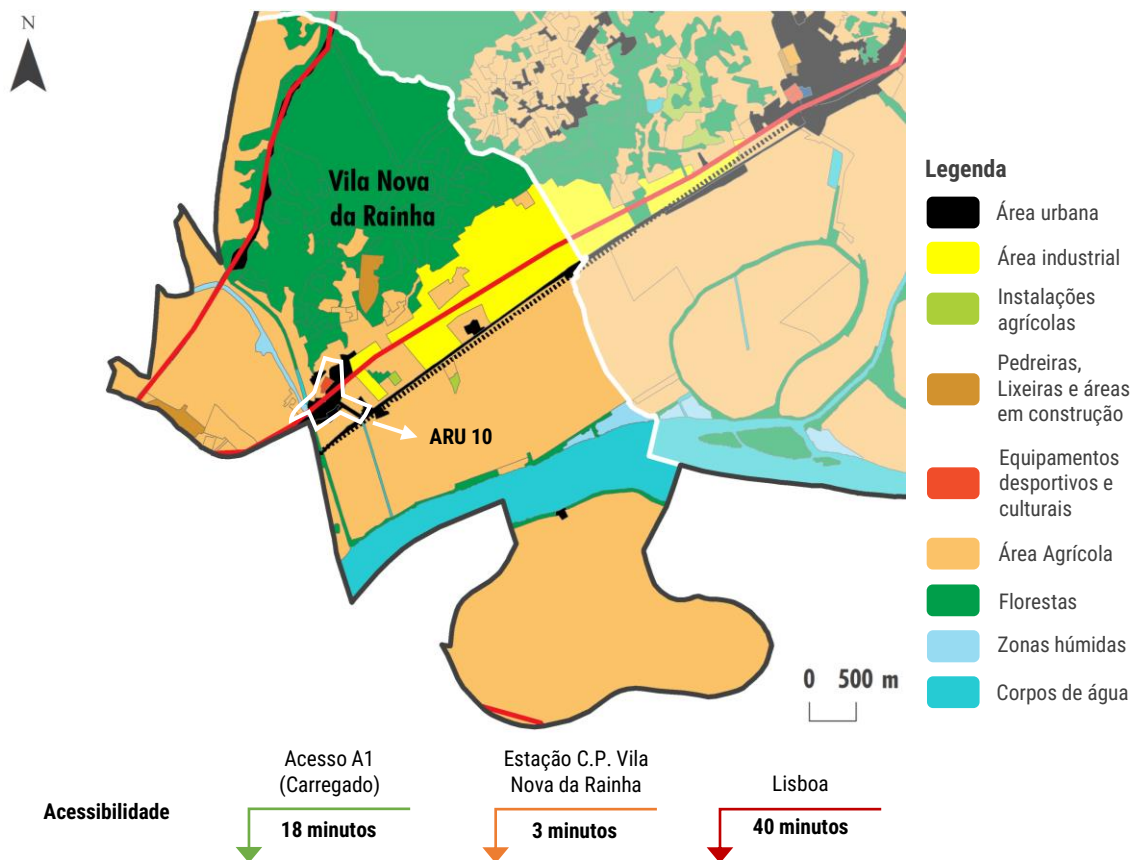 N
Vila Nova
da Rainha
ARU 10
0 500 m
Legenda
Área urbana
Área industrial
Instalações
agrícolas
Pedreiras,
Lixeiras e áreas
em construção
Equipamentos
desportivos e
culturais
Área Agrícola
Florestas
Zonas húmidas
Corpos de água
Acessibilidade
Acesso A1
(Carregado)
18 minutos
Estação C.P. Vila
Nova da Rainha
3 minutos
Lisboa
40 minutos